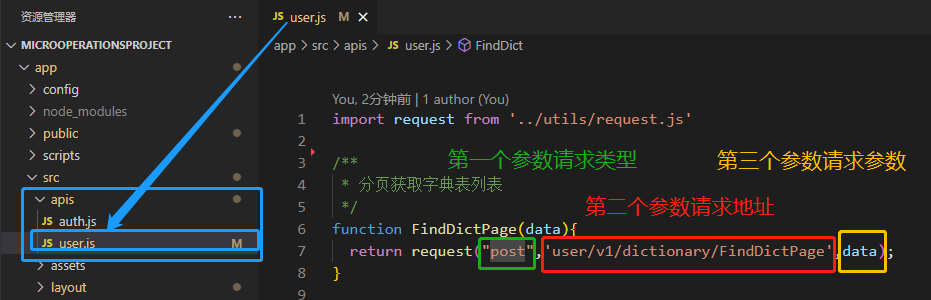 资源管理器
MICROOPERATIONSPROJECT
app
config
node_modules
public
scripts
src
apis
JS auth.js
JS user.js M
assets
layout
JS user.js M
app > src > apis > JS user.js > FindDict
You, 2分钟前 | 1 author (You)
1 import request from '../utils/request.js'
2
第一个参数请求类型
第三个参数请求参数
3 /**
4 * 分页获取字典表列表
第二个参数请求地址
5 */
6 function FindDictPage(data){
7 return request("post",'user/v1/dictionary/FindDictPage',data);
8 }